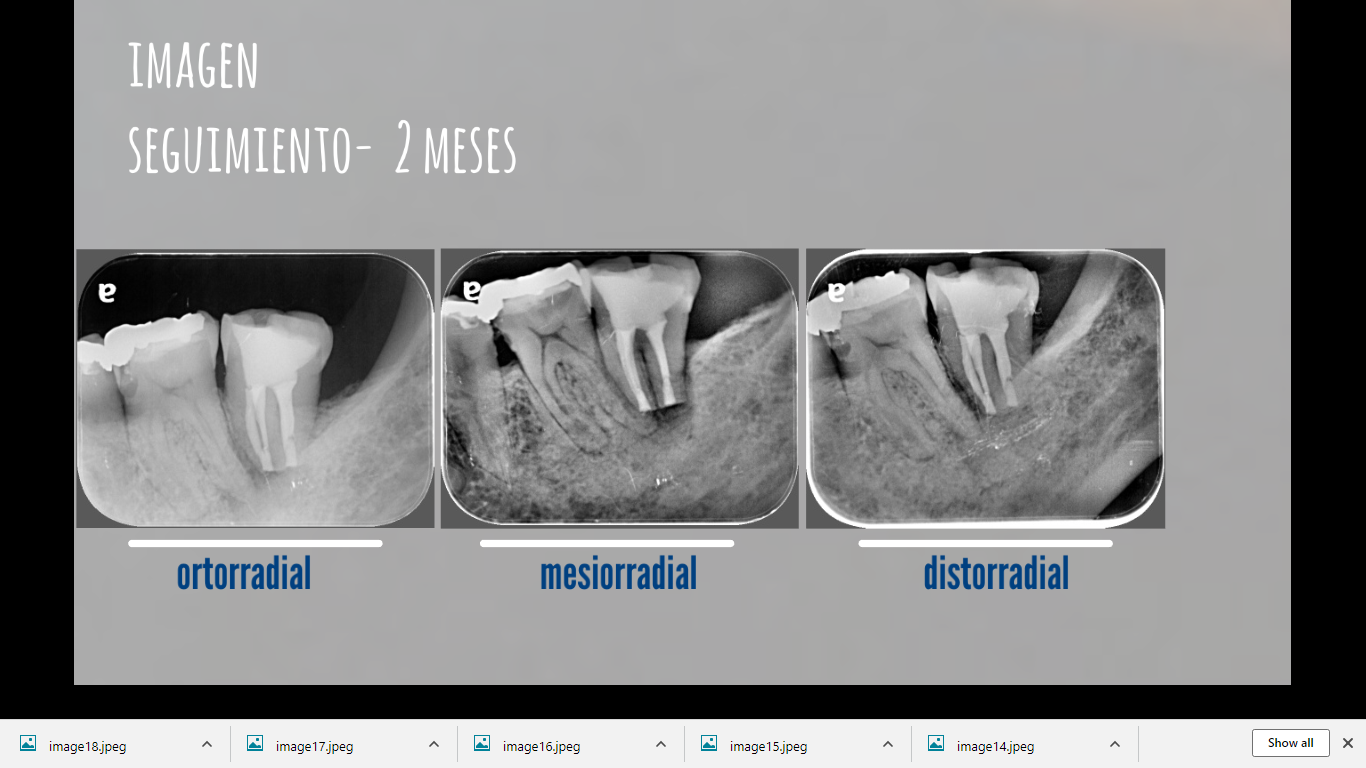 IMAGEN
SEGUIMIENTO- 2 MESES
a
a
a
ortorradial
mesiorradial
distorradial
image18.jpeg
image17.jpeg
image16.jpeg
image15.jpeg
image14.jpeg
Show all